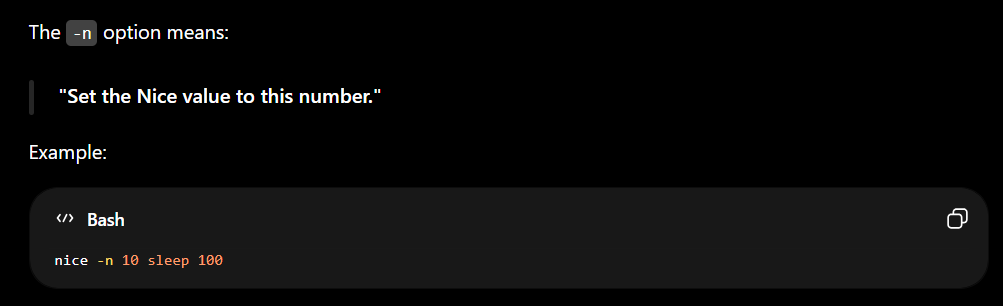 The -n option means:
"Set the Nice value to this number."
Example:
Bash
nice -n 10 sleep 100